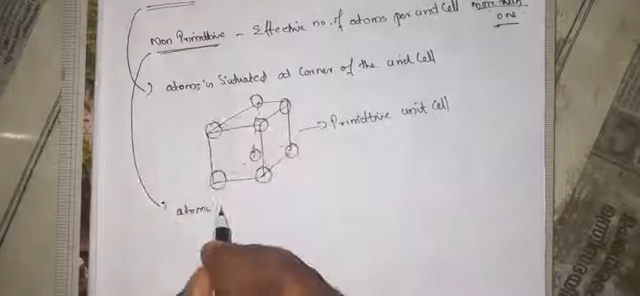 Non Primitive - Effective no. of atoms per unit cell more than
one.
atoms is situated at corner of the unit cell
Primitive unit cell
atoms